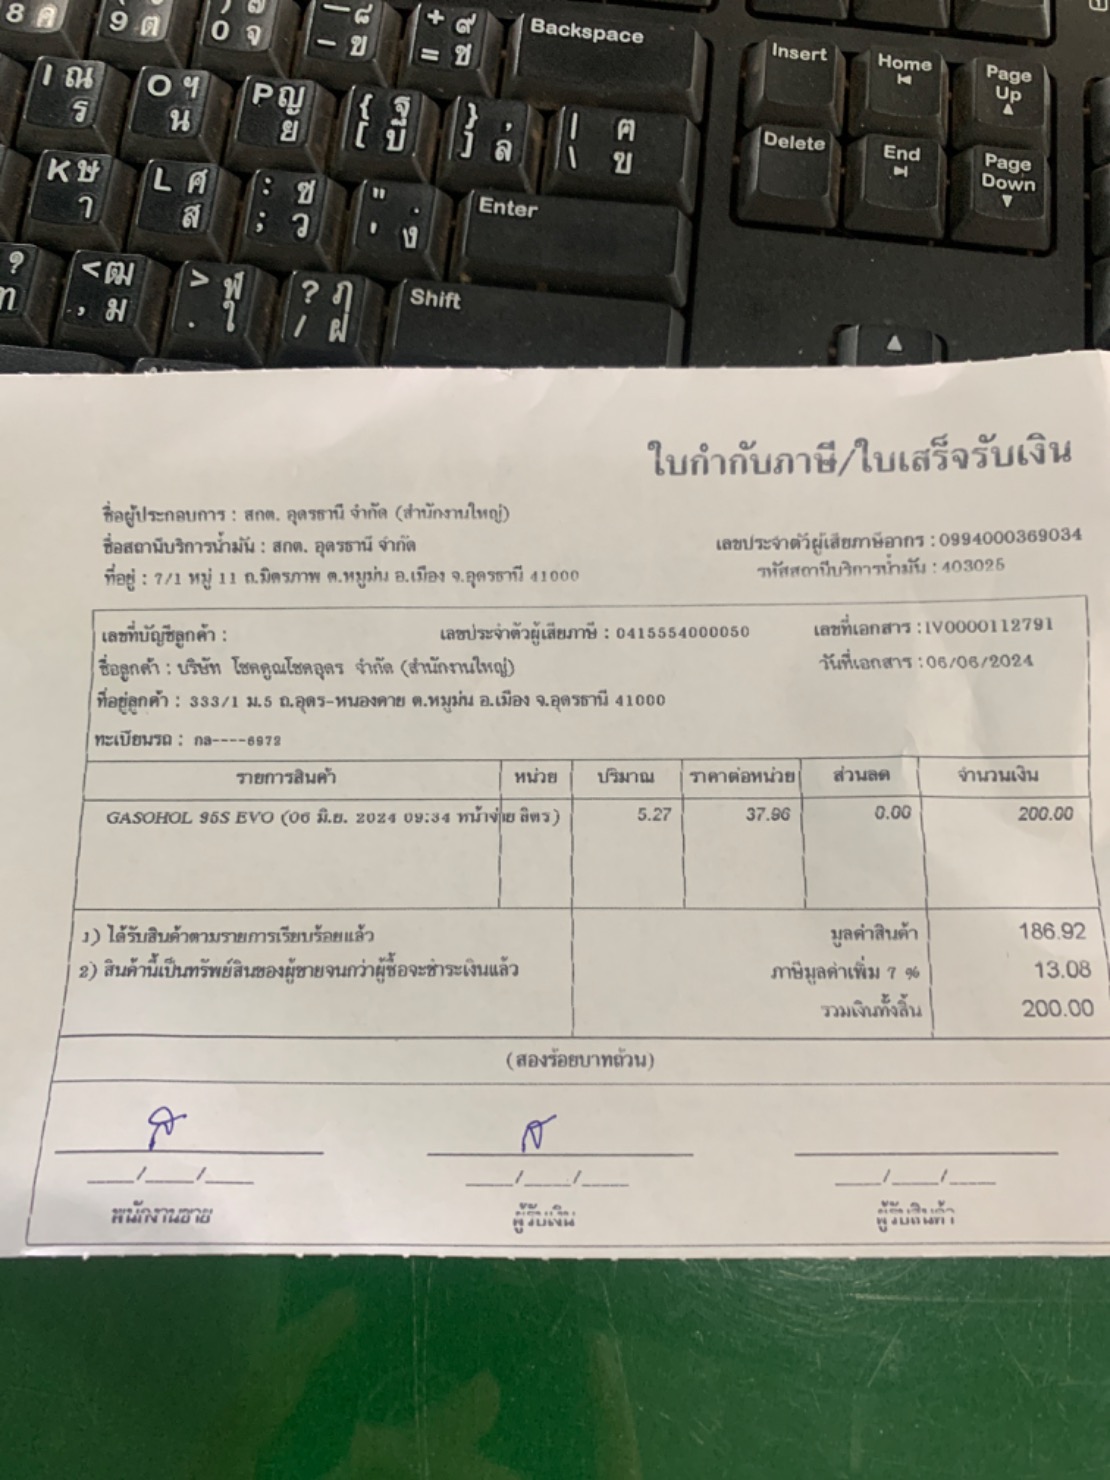 8 ค
9 ต
0 จ
- ข
+ ๙
= ช
Backspace
Insert
Home
Page Up
I ณ
ร
O ฯ
น
P ญ
ย
{ ฐ
[ บ
} ,
] ล
| ฅ
\ ฃ
Delete
End
Page Down
K ษ
า
L ศ
ส
: ซ
; ว
" .
' ง
Enter
?
ท
< ฒ
, ม
> ฬ
. ใ
? ฦ
/ ฝ
Shift
ใบกำกับภาษี/ใบเสร็จรับเงิน
ชื่อผู้ประกอบการ : สกต. อุดรธานี จำกัด (สำนักงานใหญ่)
ชื่อสถานีบริการน้ำมัน : สกต. อุดรธานี จำกัด
เลขประจำตัวผู้เสียภาษีอากร : 0994000369034
ที่อยู่ : 7/1 หมู่ 11 ถ.มิตรภาพ ต.หมูม่น อ.เมือง จ.อุดรธานี 41000
รหัสสถานีบริการน้ำมัน : 403025
เลขที่บัญชีลูกค้า : เลขประจำตัวผู้เสียภาษี : 0415554000050 เลขที่เอกสาร : IV0000112791
ชื่อลูกค้า : บริษัท โชคคูณโชคอุดร จำกัด (สำนักงานใหญ่) วันที่เอกสาร : 06/06/2024
ที่อยู่ลูกค้า : 333/1 ม.5 ถ.อุดร-หนองคาย ต.หมูม่น อ.เมือง จ.อุดรธานี 41000
ทะเบียนรถ : กล----6972
รายการสินค้า หน่วย ปริมาณ ราคาต่อหน่วย ส่วนลด จำนวนเงิน
GASOHOL 95S EVO (06 มิ.ย. 2024 09:34 หน้าจ่าย ลิตร) 5.27 37.96 0.00 200.00
1) ได้รับสินค้าตามรายการเรียบร้อยแล้ว มูลค่าสินค้า 186.92
2) สินค้านี้เป็นทรัพย์สินของผู้ขายจนกว่าผู้ซื้อจะชำระเงินแล้ว ภาษีมูลค่าเพิ่ม 7 % 13.08
รวมเงินทั้งสิ้น 200.00
(สองร้อยบาทถ้วน)
___/___/___ ___/___/___ ___/___/___
พนักงานขาย ผู้รับเงิน ผู้รับสินค้า